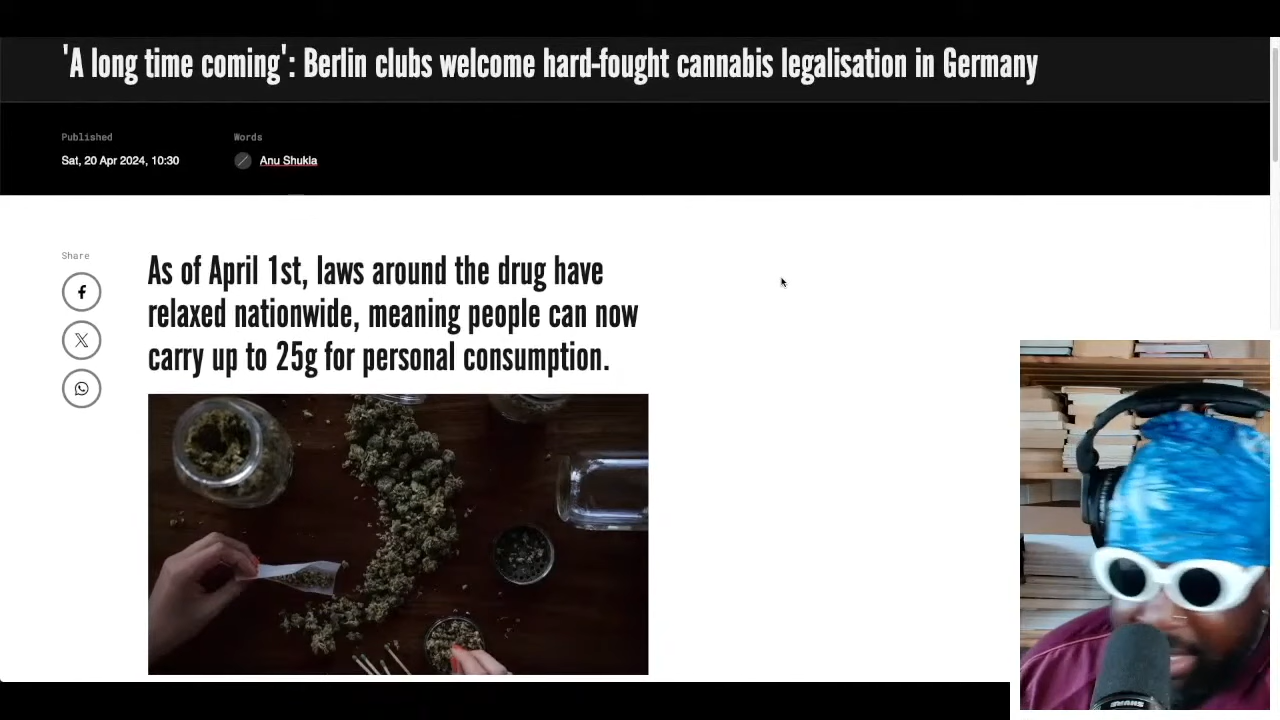 'A long time coming': Berlin clubs welcome hard-fought cannabis legalisation in Germany
Published
Words
Sat, 20 Apr 2024, 10:30
Anu Shukla
Share
As of April 1st, laws around the drug have
relaxed nationwide, meaning people can now
carry up to 25g for personal consumption.
SHURE